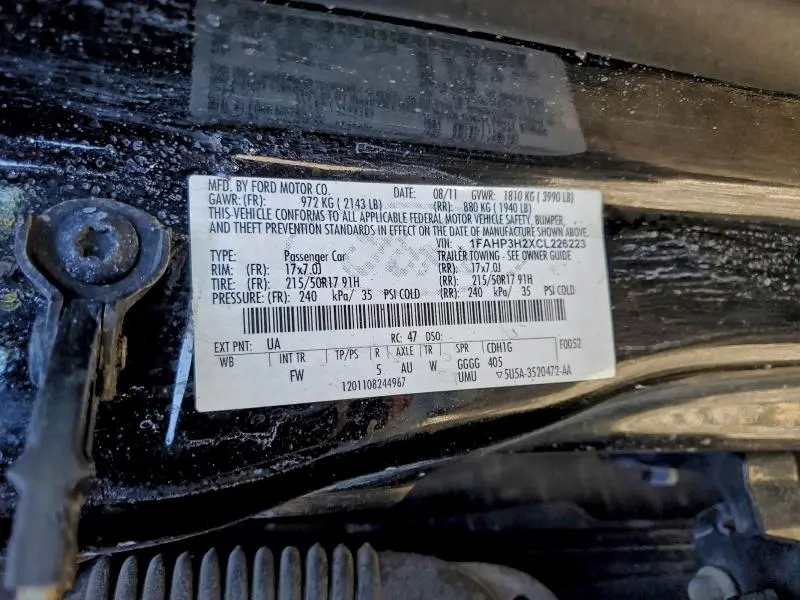 MFD. BY FORD MOTOR CO. DATE: 08/11 GVWR: 1810 KG ( 3990 LB)
GAWR: (FR): 972 KG ( 2143 LB) (RR): 880 KG ( 1940 LB)
THIS VEHICLE CONFORMS TO ALL APPLICABLE FEDERAL MOTOR VEHICLE SAFETY, BUMPER,
AND THEFT PREVENTION STANDARDS IN EFFECT ON THE DATE OF MANUFACTURE SHOWN ABOVE.
VIN: 1FAHP3H2XCL226223
TYPE: Passenger Car TRAILER TOWING - SEE OWNER GUIDE
RIM: (FR): 17x7.0J (RR): 17x7.0J
TIRE: (FR): 215/50R17 91H (RR): 215/50R17 91H
PRESSURE: (FR): 240 kPa/ 35 PSI COLD (RR): 240 kPa/ 35 PSI COLD
EXT PNT: UA RC: 47 DSO: F0052
WB INT TR TP/PS R AXLE TR SPR CDH1G
FW 5 AU W GGGG 405
1201108244967 UMU ▽5U5A-3520472-AA